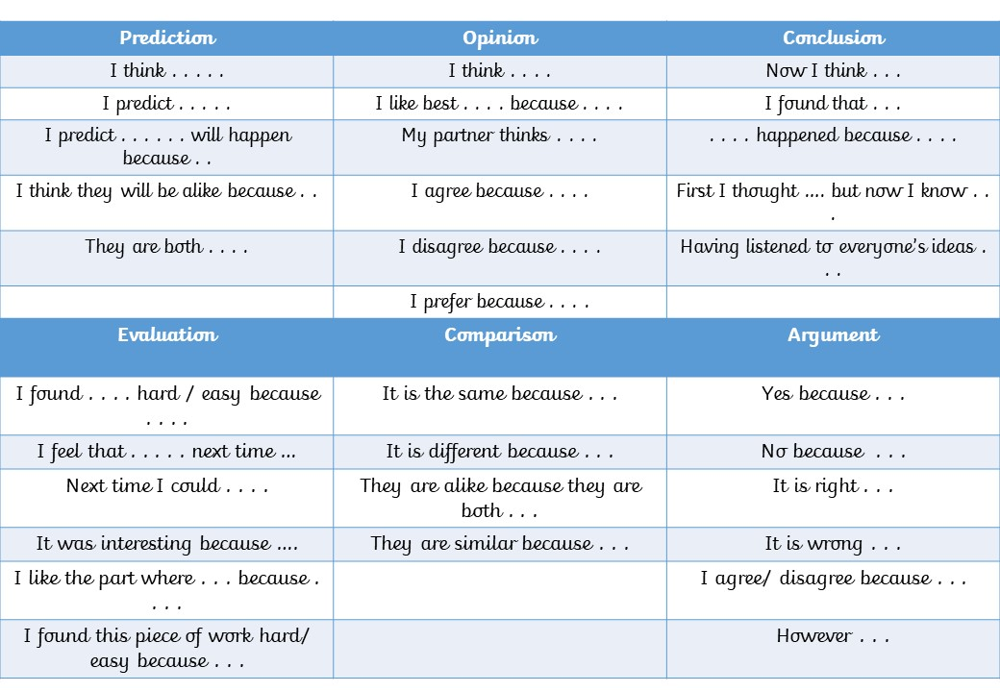 Prediction Opinion Conclusion
I think . . . . . I think . . . . Now I think . . .
I predict . . . . . I like best . . . . because . . . . I found that . . .
I predict . . . . . . will happen My partner thinks . . . . . . . . happened because . . . .
because . .
I think they will be alike because . . I agree because . . . . First I thought .... but now I know . .
.
They are both . . . . I disagree because . . . . Having listened to everyone's ideas .
. .
I prefer because . . . .
Evaluation Comparison Argument
I found . . . . hard / easy because It is the same because . . . Yes because . . .
. . . .
I feel that . . . . . next time ... It is different because . . . No because . . .
Next time I could . . . . They are alike because they are It is right . . .
both . . .
It was interesting because .... They are similar because . . . It is wrong . . .
I like the part where . . . because . I agree/ disagree because . . .
. . .
I found this piece of work hard/ However . . .
easy because . . .